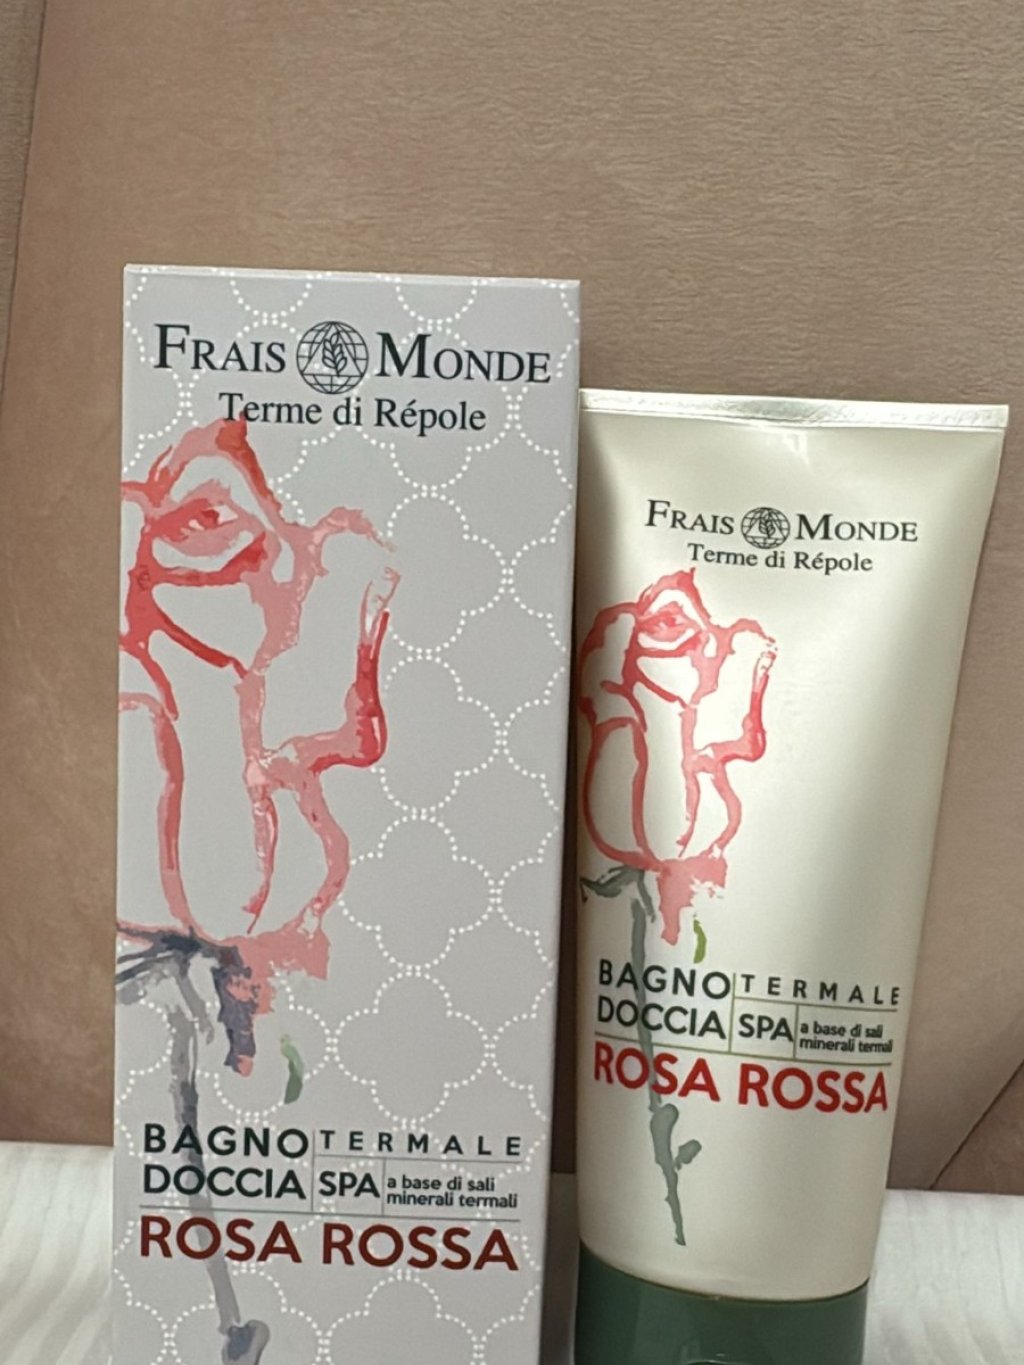 FRAIS MONDE
Terme di Répole
BAGNO TERMALE
DOCCIA SPA a base di sali
minerali termali
ROSA ROSSA
FRAIS MONDE
Terme di Répole
BAGNO TERMALE
DOCCIA SPA a base di sali
minerali termali
ROSA ROSSA